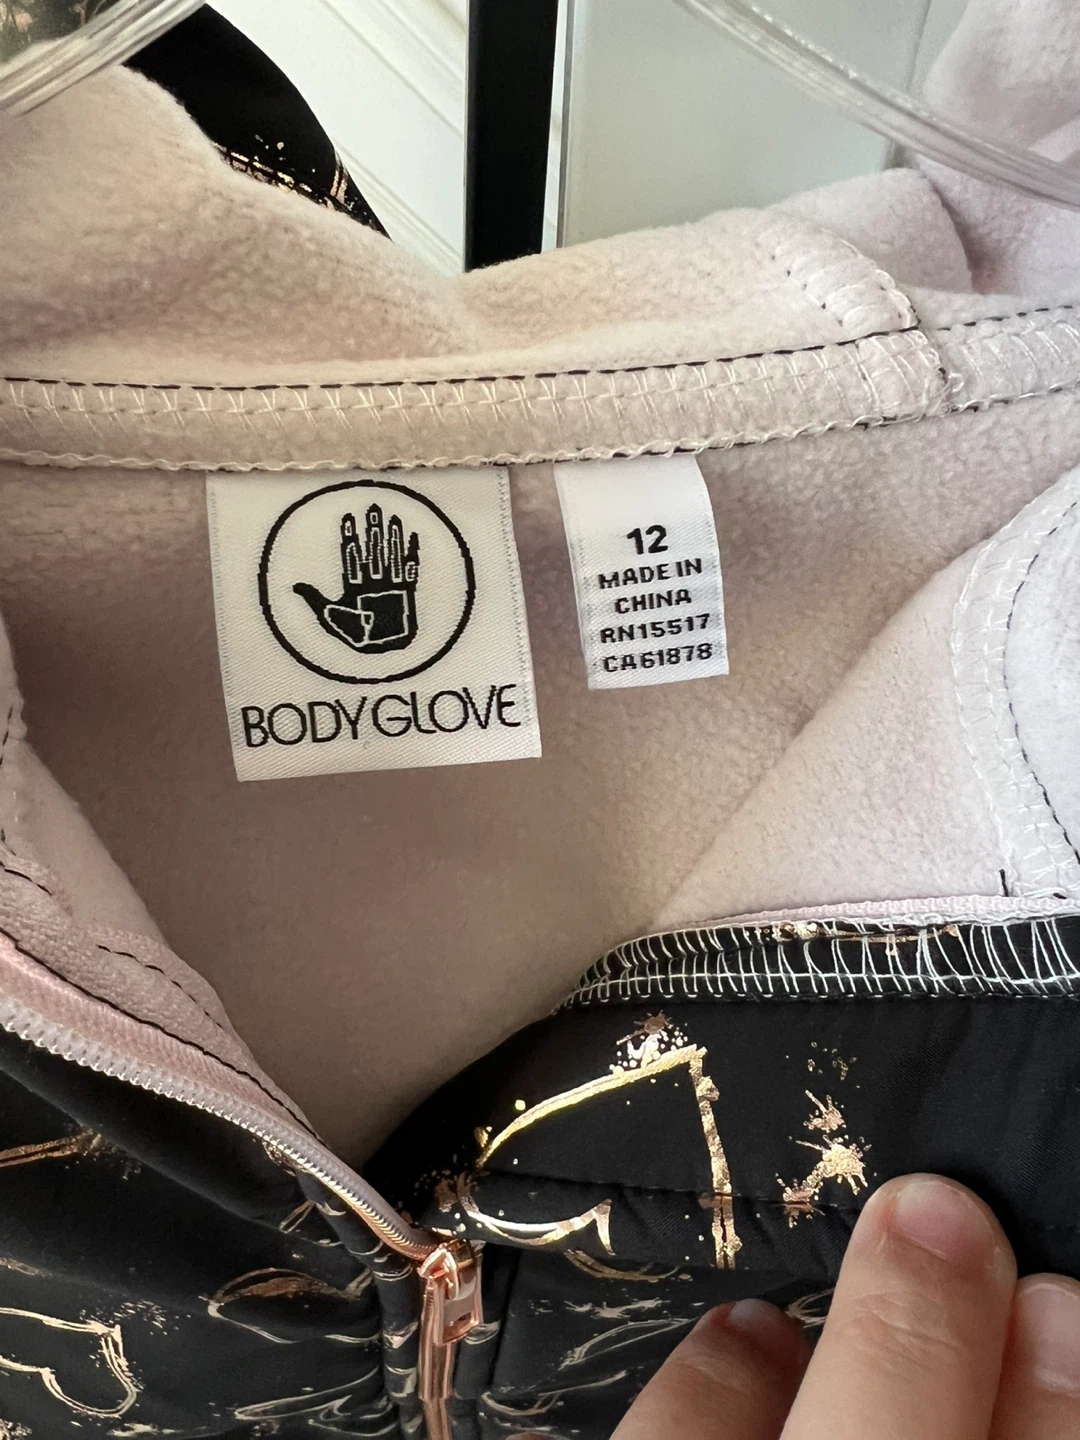 BODY GLOVE
12
MADE IN
CHINA
RN15517
CA61878